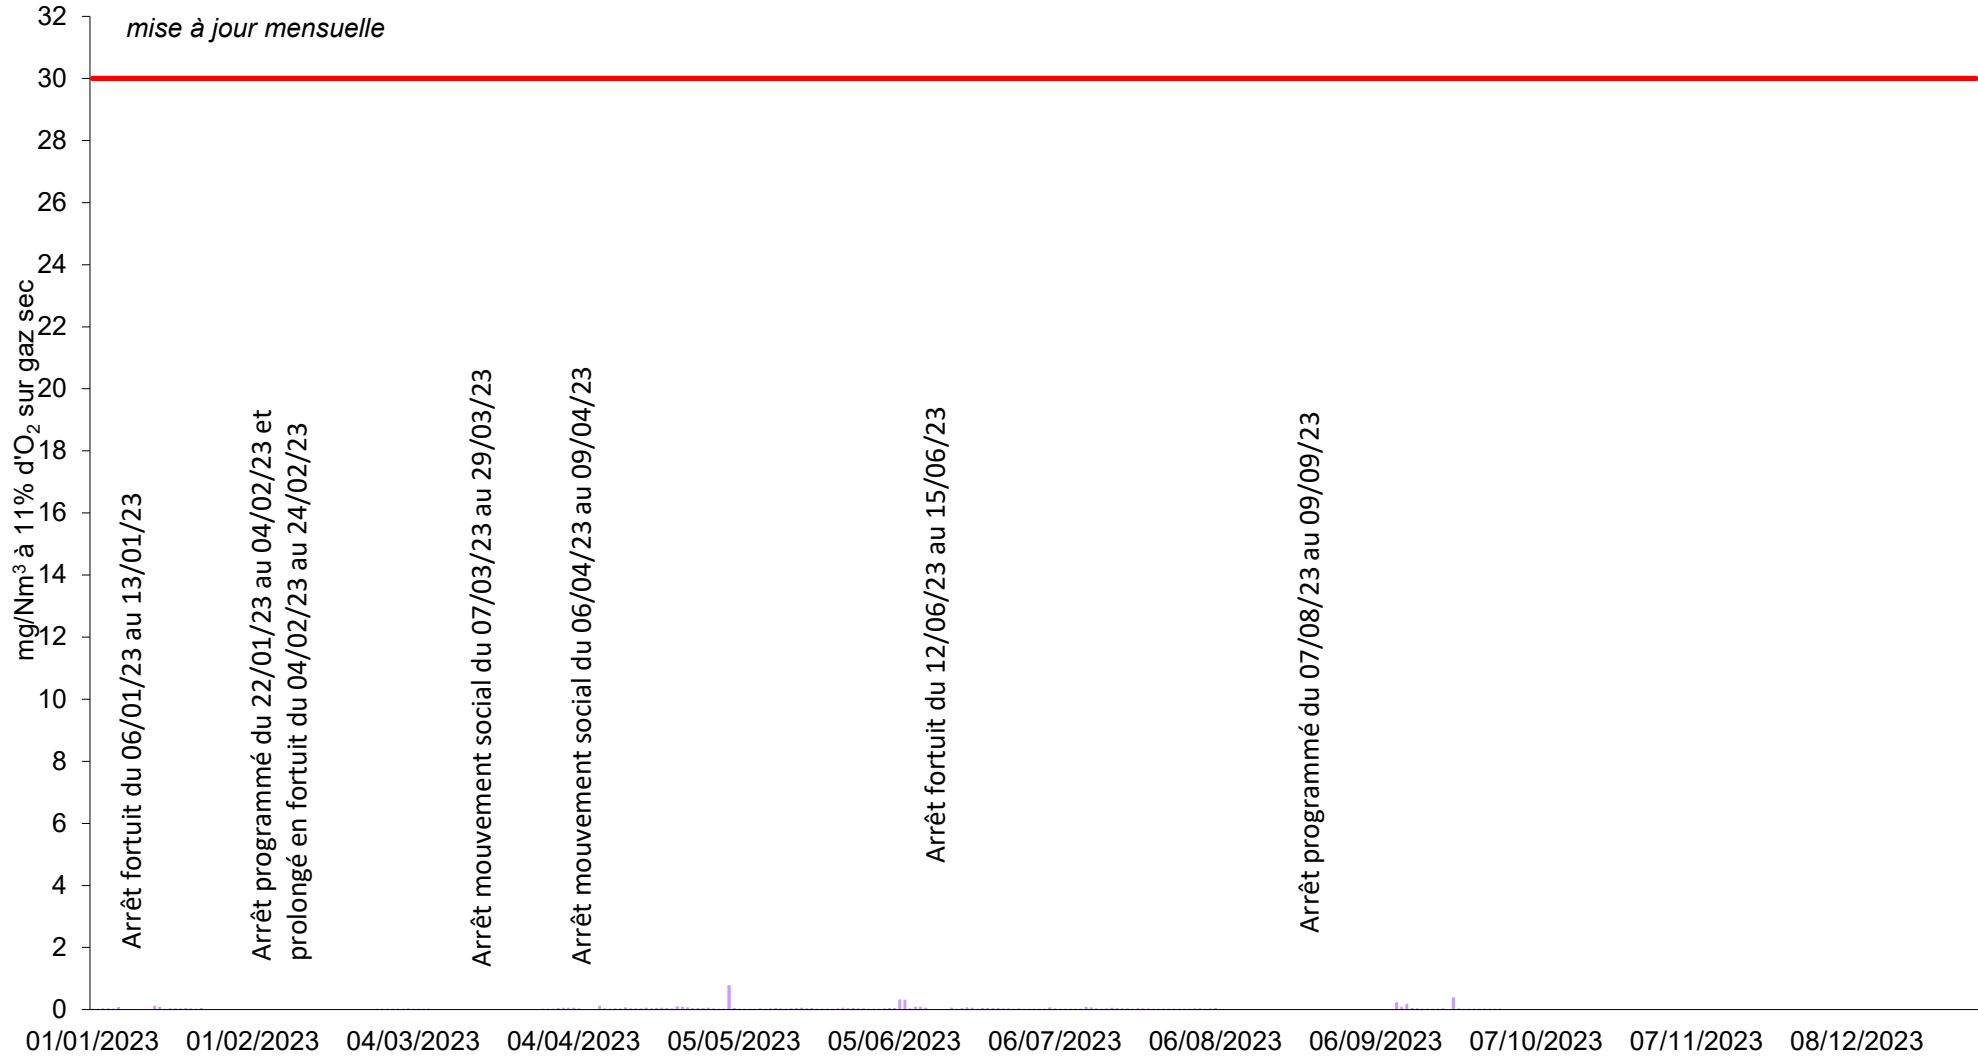 mise à jour mensuelle
32
30
28
26
24
22
20
18
16
14
12
10
8
6
4
2
0
mg/Nm³ à 11% d'O₂ sur gaz sec
Arrêt fortuit du 06/01/23 au 13/01/23
Arrêt programmé du 22/01/23 au 04/02/23 et
prolongé en fortuit du 04/02/23 au 24/02/23
Arrêt mouvement social du 07/03/23 au 29/03/23
Arrêt mouvement social du 06/04/23 au 09/04/23
Arrêt fortuit du 12/06/23 au 15/06/23
Arrêt programmé du 07/08/23 au 09/09/23
01/01/2023 01/02/2023 04/03/2023 04/04/2023 05/05/2023 05/06/2023 06/07/2023 06/08/2023 06/09/2023 07/10/2023 07/11/2023 08/12/2023